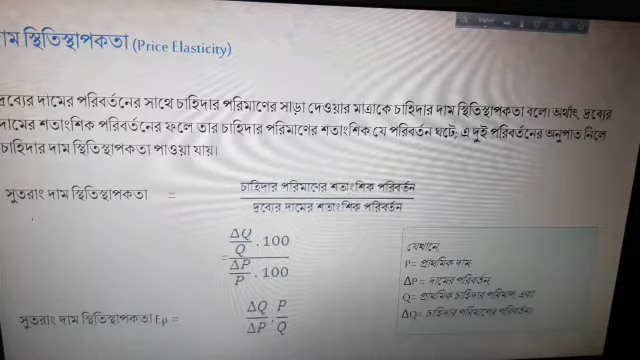 দাম স্থিতিস্থাপকতা (Price Elasticity)
দ্রব্যের দামের পরিবর্তনের সাথে চাহিদার পরিমাণের সাড়া দেওয়ার মাত্রাকে চাহিদার দাম স্থিতিস্থাপকতা বলে। অর্থাৎ, দ্রব্যের
দামের শতাংশিক পরিবর্তনের ফলে তার চাহিদার পরিমাণের শতাংশিক যে পরিবর্তন ঘটে, এ দুই পরিবর্তনের অনুপাত নিলে
চাহিদার দাম স্থিতিস্থাপকতা পাওয়া যায়।
সুতরাং দাম স্থিতিস্থাপকতা = চাহিদার পরিমাণের শতাংশিক পরিবর্তন
দ্রব্যের দামের শতাংশিক পরিবর্তন
ΔQ/Q . 100
=
ΔP/P . 100
যেখানে,
P= প্রাথমিক দাম,
ΔP= দামের পরিবর্তন,
Q= প্রাথমিক চাহিদার পরিমাণ, এবং
ΔQ= চাহিদার পরিমাণের পরিবর্তন।
সুতরাং দাম স্থিতিস্থাপকতা Ep = ΔQ/ΔP . P/Q